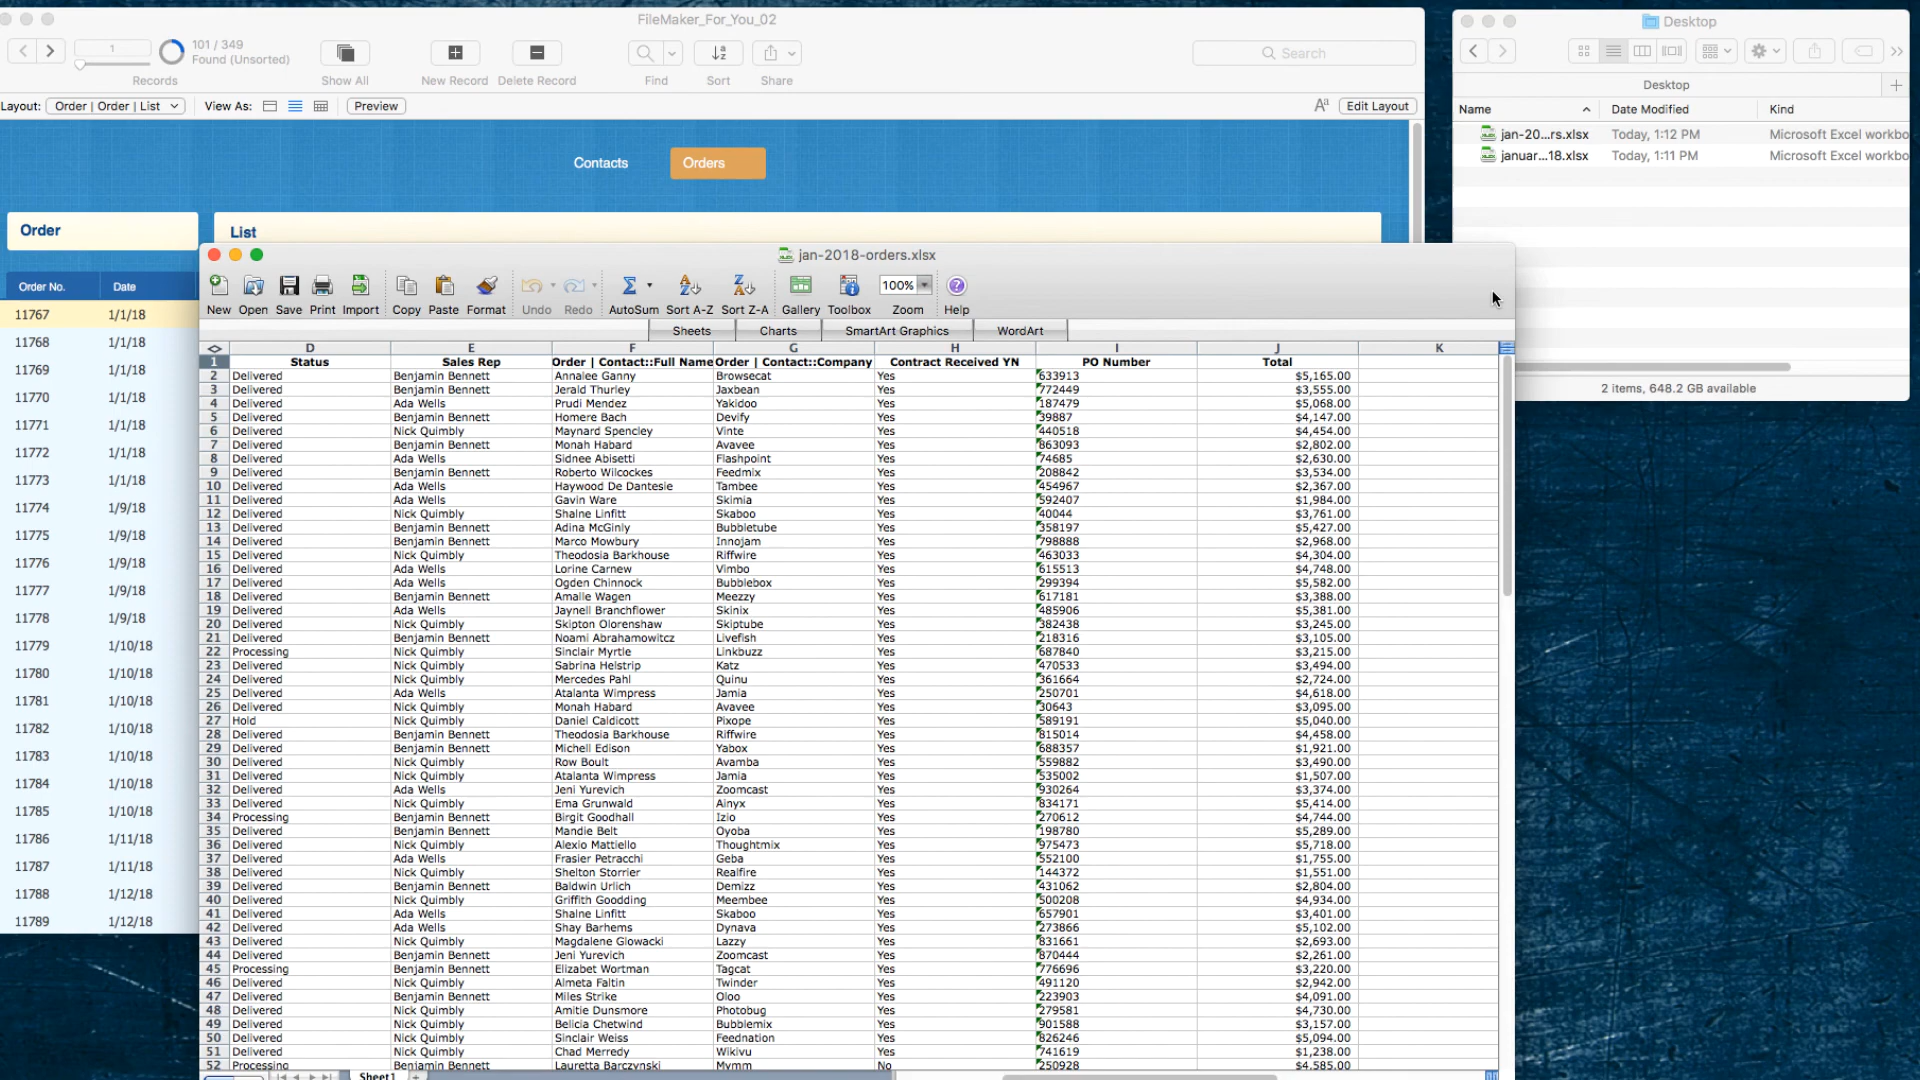 FileMaker_For_You_02
1
101 / 349
Found (Unsorted)
Records
Show All
New Record
Delete Record
Find
Sort
Share
Search
Layout:
Order | Order | List
View As:
Preview
Aa
Edit Layout
Contacts
Orders
Order
List
Order No. Date
11767 1/1/18
11768 1/1/18
11769 1/1/18
11770 1/1/18
11771 1/1/18
11772 1/1/18
11773 1/1/18
11774 1/9/18
11775 1/9/18
11776 1/9/18
11777 1/9/18
11778 1/9/18
11779 1/10/18
11780 1/10/18
11781 1/10/18
11782 1/10/18
11783 1/10/18
11784 1/10/18
11785 1/10/18
11786 1/11/18
11787 1/11/18
11788 1/12/18
11789 1/12/18
Desktop
Desktop
Name Date Modified Kind
jan-20...rs.xlsx Today, 1:12 PM Microsoft Excel workbo
januar...18.xlsx Today, 1:11 PM Microsoft Excel workbo
2 items, 648.2 GB available
jan-2018-orders.xlsx
100%
New Open Save Print Import Copy Paste Format Undo Redo AutoSum Sort A-Z Sort Z-A Gallery Toolbox Zoom Help
Sheets Charts SmartArt Graphics WordArt
D E F G H I J K
1 Status Sales Rep Order | Contact::Full Name Order | Contact::Company Contract Received YN PO Number Total
2 Delivered Benjamin Bennett Annalee Ganny Browsecat Yes 633913 $5,165.00
3 Delivered Benjamin Bennett Jerald Thurley Jaxbean Yes 772449 $3,555.00
4 Delivered Ada Wells Prudi Mendez Yakidoo Yes 187479 $5,068.00
5 Delivered Benjamin Bennett Homere Bach Devify Yes 39887 $4,147.00
6 Delivered Nick Quimbly Maynard Spencley Vinte Yes 440518 $4,454.00
7 Delivered Benjamin Bennett Monah Habard Avavee Yes 863093 $2,802.00
8 Delivered Ada Wells Sidnee Abisetti Flashpoint Yes 74685 $2,630.00
9 Delivered Benjamin Bennett Roberto Wilcockes Feedmix Yes 208842 $3,534.00
10 Delivered Ada Wells Haywood De Dantesie Tambee Yes 454967 $2,367.00
11 Delivered Ada Wells Gavin Ware Skimia Yes 592407 $1,984.00
12 Delivered Nick Quimbly Shalne Linfitt Skaboo Yes 40044 $3,761.00
13 Delivered Benjamin Bennett Adina McGinly Bubbletube Yes 358197 $5,427.00
14 Delivered Benjamin Bennett Marco Mowbury Innojam Yes 798888 $2,968.00
15 Delivered Nick Quimbly Theodosia Barkhouse Riffwire Yes 463033 $4,304.00
16 Delivered Ada Wells Lorine Carnew Vimbo Yes 615513 $4,748.00
17 Delivered Ada Wells Ogden Chinnock Bubblebox Yes 299394 $5,582.00
18 Delivered Benjamin Bennett Amalie Wagen Meezzy Yes 617181 $3,388.00
19 Delivered Ada Wells Jaynell Branchflower Skinix Yes 485906 $5,381.00
20 Delivered Nick Quimbly Skipton Olorenshaw Skiptube Yes 382438 $3,245.00
21 Delivered Benjamin Bennett Noami Abrahamowitcz Livefish Yes 218316 $3,105.00
22 Processing Nick Quimbly Sinclair Myrtle Linkbuzz Yes 687840 $3,215.00
23 Delivered Nick Quimbly Sabrina Helstrip Katz Yes 470533 $3,494.00
24 Delivered Nick Quimbly Mercedes Pahl Quinu Yes 361664 $2,724.00
25 Delivered Ada Wells Atalanta Wimpress Jamia Yes 250701 $4,618.00
26 Delivered Nick Quimbly Monah Habard Avavee Yes 30643 $3,095.00
27 Hold Nick Quimbly Daniel Caldicott Pixope Yes 589191 $5,040.00
28 Delivered Benjamin Bennett Theodosia Barkhouse Riffwire Yes 815014 $4,458.00
29 Delivered Benjamin Bennett Michell Edison Yabox Yes 688357 $1,921.00
30 Delivered Nick Quimbly Row Boult Avamba Yes 559882 $3,490.00
31 Delivered Nick Quimbly Atalanta Wimpress Jamia Yes 535002 $1,507.00
32 Delivered Ada Wells Jeni Yurevich Zoomcast Yes 930264 $3,374.00
33 Delivered Nick Quimbly Ema Grunwald Ainyx Yes 834171 $5,414.00
34 Processing Benjamin Bennett Birgit Goodhall Izio Yes 270612 $4,744.00
35 Delivered Benjamin Bennett Mandie Belt Oyoba Yes 198780 $5,289.00
36 Delivered Nick Quimbly Alexio Mattiello Thoughtmix Yes 975473 $5,718.00
37 Delivered Ada Wells Frasier Petracchi Geba Yes 552100 $1,755.00
38 Delivered Nick Quimbly Shelton Storrier Realfire Yes 144372 $1,551.00
39 Delivered Benjamin Bennett Baldwin Urlich Demizz Yes 431062 $2,804.00
40 Delivered Nick Quimbly Griffith Goodding Meembee Yes 500208 $4,934.00
41 Delivered Ada Wells Shalne Linfitt Skaboo Yes 657901 $3,401.00
42 Delivered Ada Wells Shay Barhems Dynava Yes 273866 $5,102.00
43 Delivered Nick Quimbly Magdalene Glowacki Lazzy Yes 831661 $2,693.00
44 Delivered Benjamin Bennett Jeni Yurevich Zoomcast Yes 870444 $2,261.00
45 Processing Benjamin Bennett Elizabet Wortman Tagcat Yes 776696 $3,220.00
46 Delivered Nick Quimbly Almeta Faltin Twinder Yes 491120 $2,942.00
47 Delivered Benjamin Bennett Miles Strike Oloo Yes 223903 $4,091.00
48 Delivered Nick Quimbly Amitie Dunsmore Photobug Yes 279581 $4,730.00
49 Delivered Nick Quimbly Belicia Chetwind Bubblemix Yes 901588 $3,157.00
50 Delivered Nick Quimbly Sinclair Weiss Feednation Yes 826246 $5,094.00
51 Delivered Nick Quimbly Chad Merredy Wikivu Yes 741619 $1,238.00
52 Processing Benjamin Bennett Lauretta Barczynski Mymm No 250928 $4,585.00
Sheet1